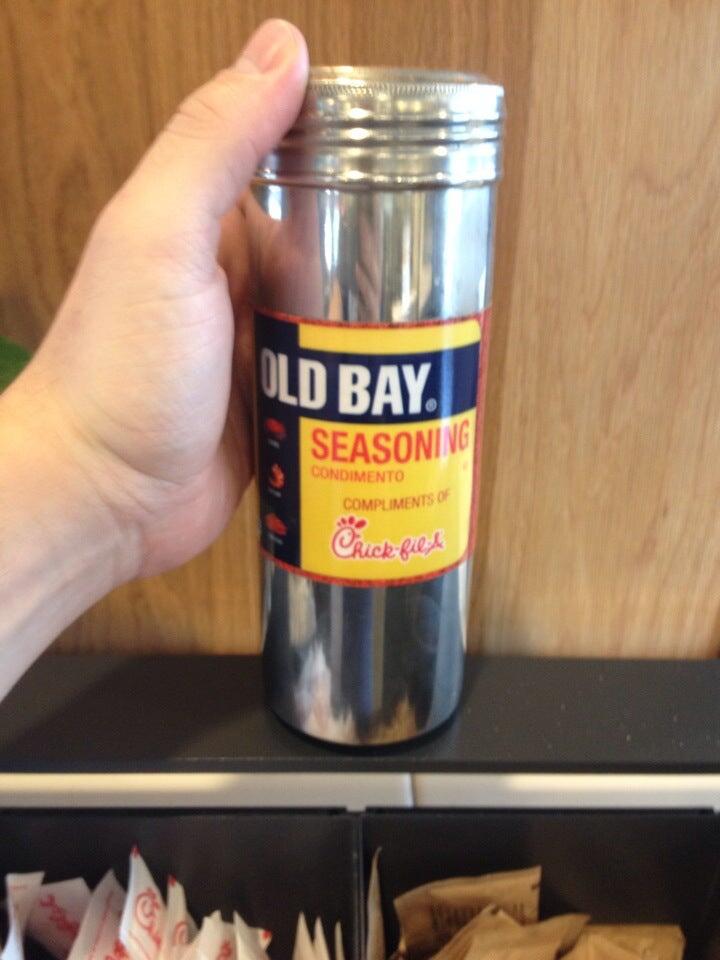 OLD BAY®
SEASONING
CONDIMENTO
COMPLIMENTS OF
Chick-fil-A